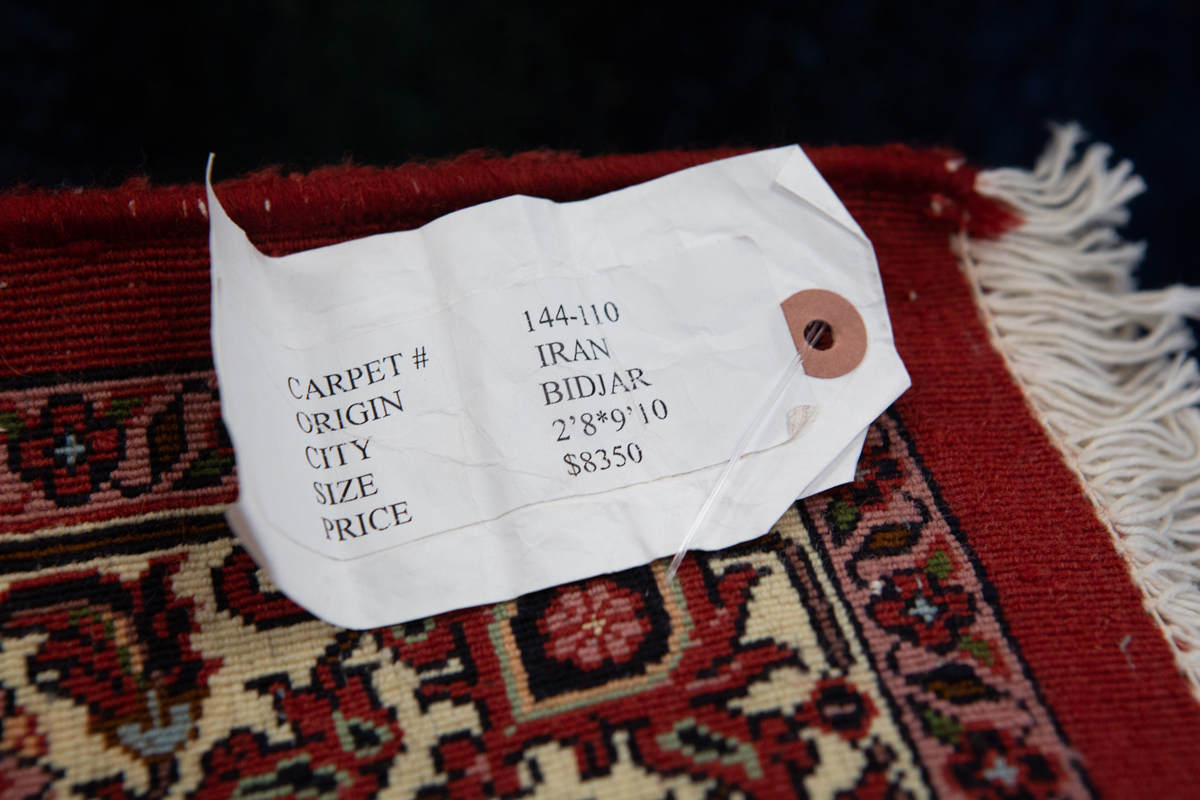 CARPET # 144-110
ORIGIN IRAN
CITY BIDJAR
SIZE 2'8*9'10
PRICE $8350